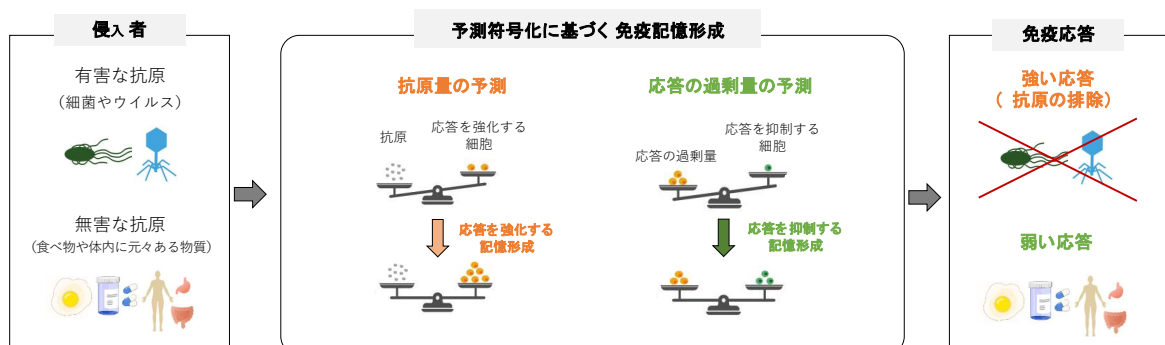 侵入者
有害な抗原
（細菌やウイルス）
無害な抗原
（食べ物や体内に元々ある物質）
予測符号化に基づく免疫記憶形成
抗原量の予測
抗原
応答を強化する
細胞
応答を強化する
記憶形成
応答の過剰量の予測
応答の過剰量
応答を抑制する
細胞
応答を抑制する
記憶形成
免疫応答
強い応答
（ 抗原の排除）
弱い応答